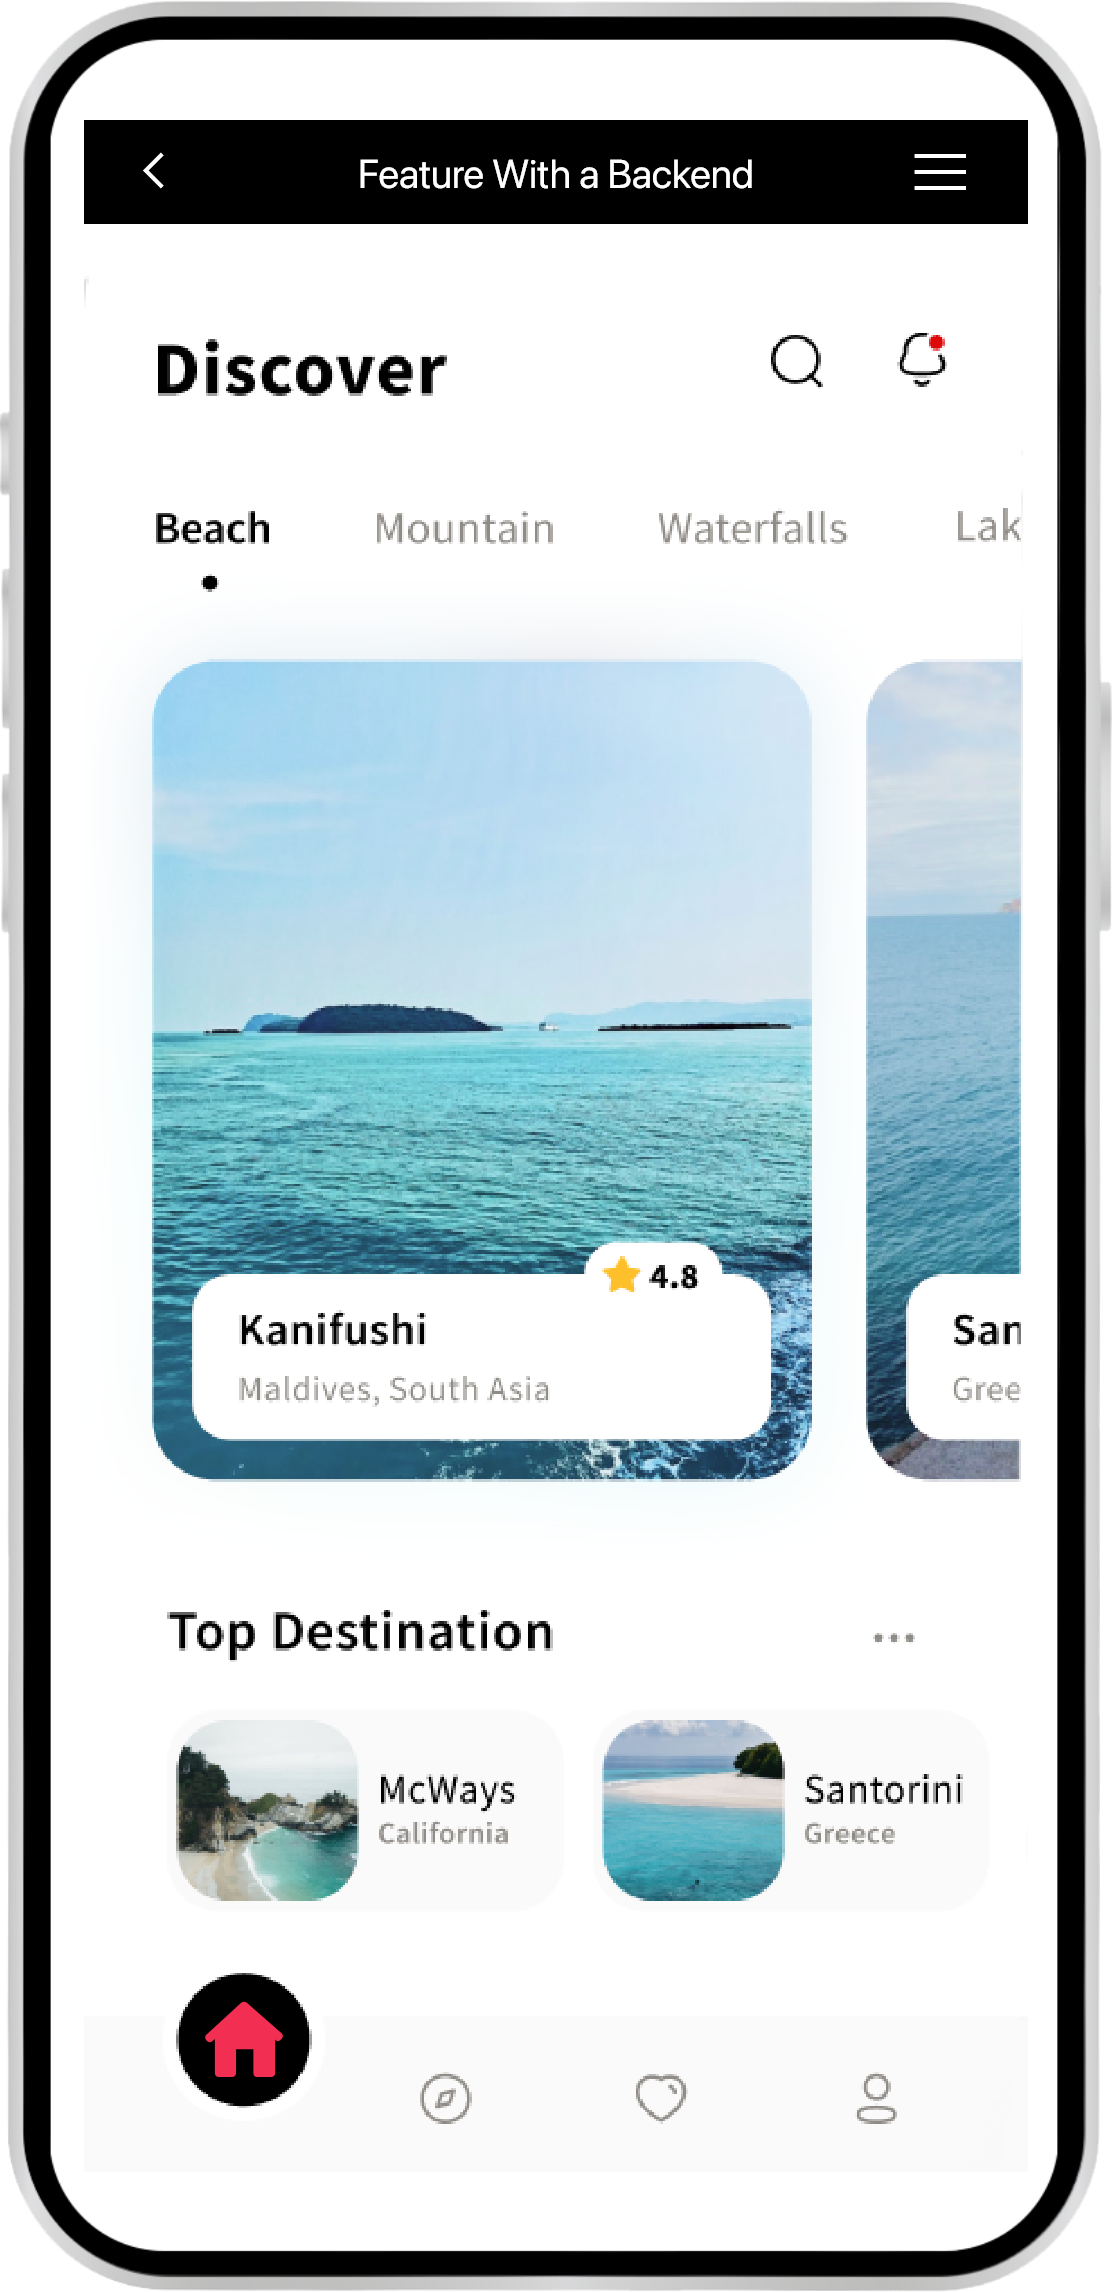 Feature With a Backend
Discover
Beach Mountain Waterfalls Lak
4.8
Kanifushi
Maldives, South Asia
San
Gree
Top Destination
McWays
California
Santorini
Greece